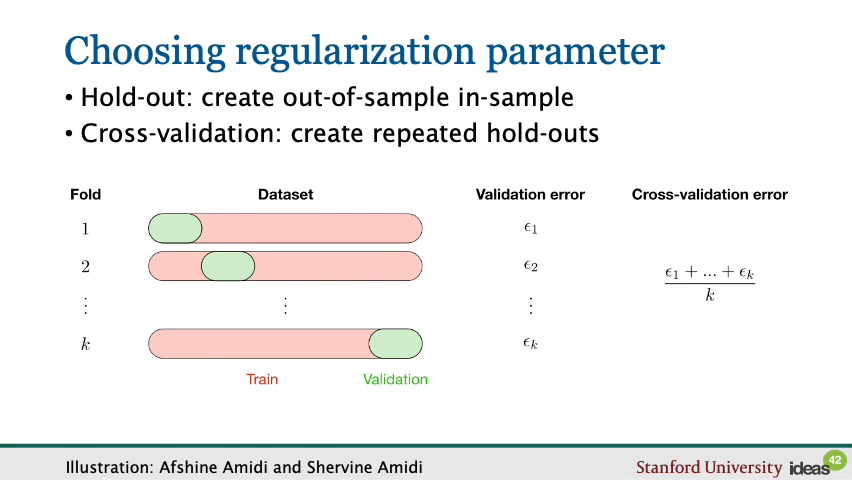 Choosing regularization parameter
• Hold-out: create out-of-sample in-sample
• Cross-validation: create repeated hold-outs
Fold Dataset Validation error Cross-validation error
1 ϵ₁
2 ϵ₂
⋮ ⋮ ⋮
k ϵₖ
ϵ₁ + ... + ϵₖ
k
Train Validation
Illustration: Afshine Amidi and Shervine Amidi
Stanford University ideas 42